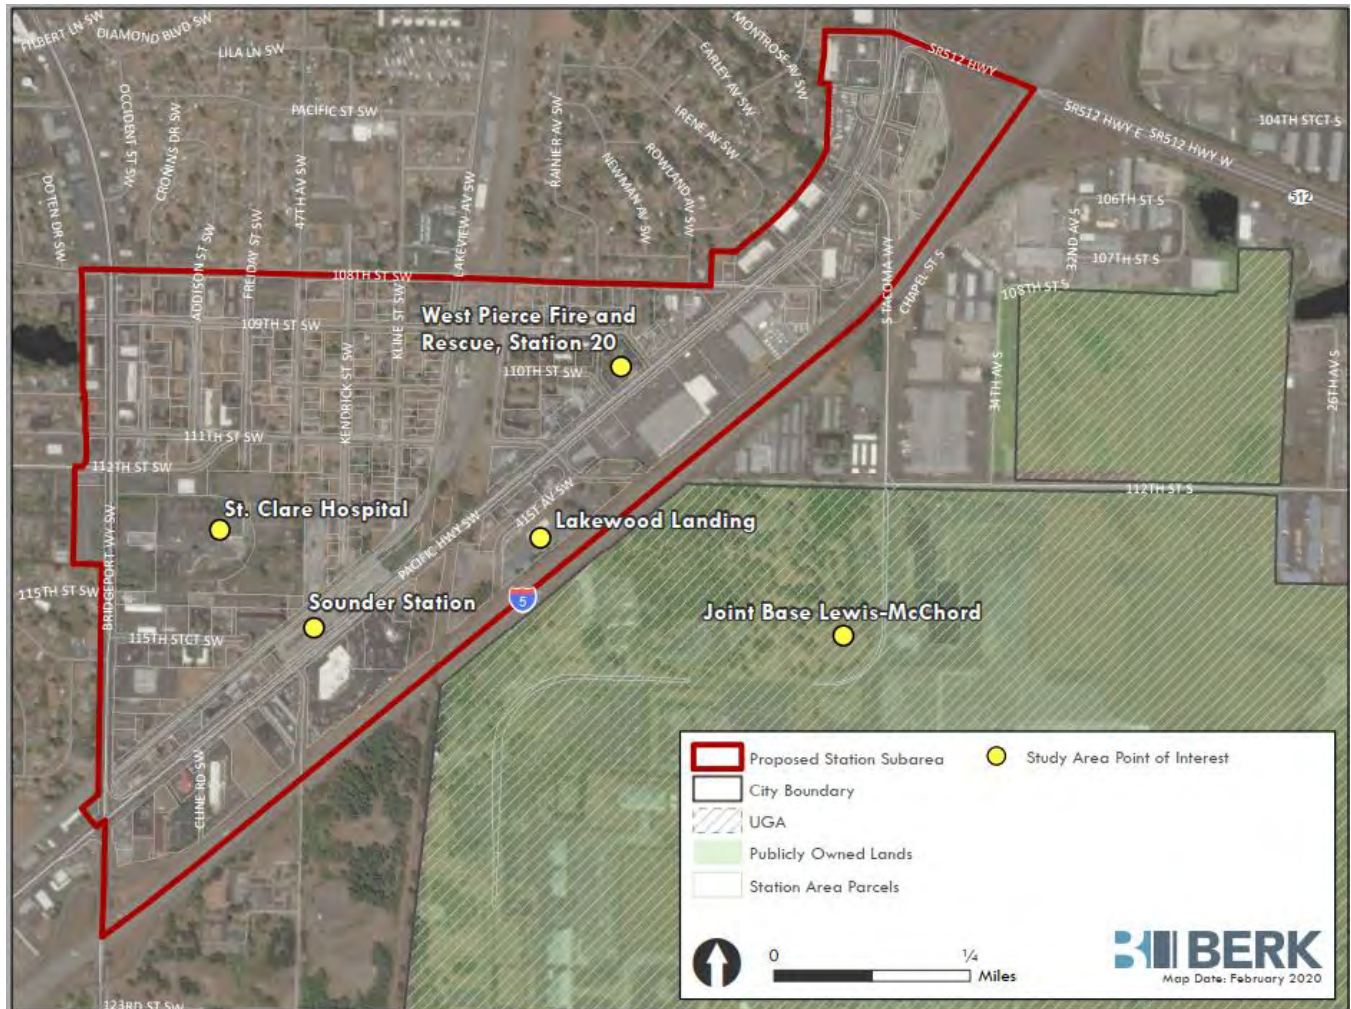 FILBERT LN SW
DIAMOND BLVD SW
LILA LN SW
MONTROSE AV SW
EARLEY AV SW
SR512 HWY
OCCIDENT ST SW
CRONINS DR SW
PACIFIC ST SW
IRENE AV SW
SR512 HWY E
SR512 HWY W
104TH STCT S
RAINIER AV SW
ROWLAND AV SW
NEWMAN AV SW
DOTEN DR SW
47TH AV SW
LAKEVIEW AV SW
512
106TH ST S
32ND AV S
107TH ST S
ADDISON ST SW
FREIDAY ST SW
108TH ST SW
S TACOMA WY
CHAPEL ST S
108TH ST S
KLINE ST SW
109TH ST SW
West Pierce Fire and
Rescue, Station 20
110TH ST SW
KENDRICK ST SW
34TH AV S
26TH AV S
111TH ST SW
112TH ST SW
112TH ST S
St. Clare Hospital
41ST AV SW
Lakewood Landing
PACIFIC HWY SW
BRIDGEPORT WY SW
115TH ST SW
Sounder Station
5
Joint Base Lewis-McChord
115TH STCT SW
CLINE RD SW
123RD ST SW
Proposed Station Subarea
Study Area Point of Interest
City Boundary
UGA
Publicly Owned Lands
Station Area Parcels
0
¼
Miles
BERK
Map Date: February 2020